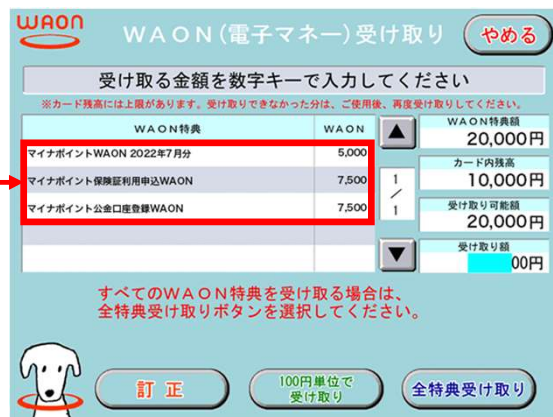 WAON
WAON(電子マネー)受け取り
やめる
受け取る金額を数字キーで入力してください
※カード残高には上限があります。受け取りできなかった分は、ご使用後、再度受け取りしてください。
WAON特典 WAON
マイナポイントWAON 2022年7月分 5,000
マイナポイント保険証利用申込WAON 7,500
マイナポイント公金口座登録WAON 7,500
▲
1/1
▼
WAON特典額
20,000円
カード内残高
10,000円
受け取り可能額
20,000円
受け取り額
00円
すべてのWAON特典を受け取る場合は、
全特典受け取りボタンを選択してください。
訂正
100円単位で
受け取り
全特典受け取り